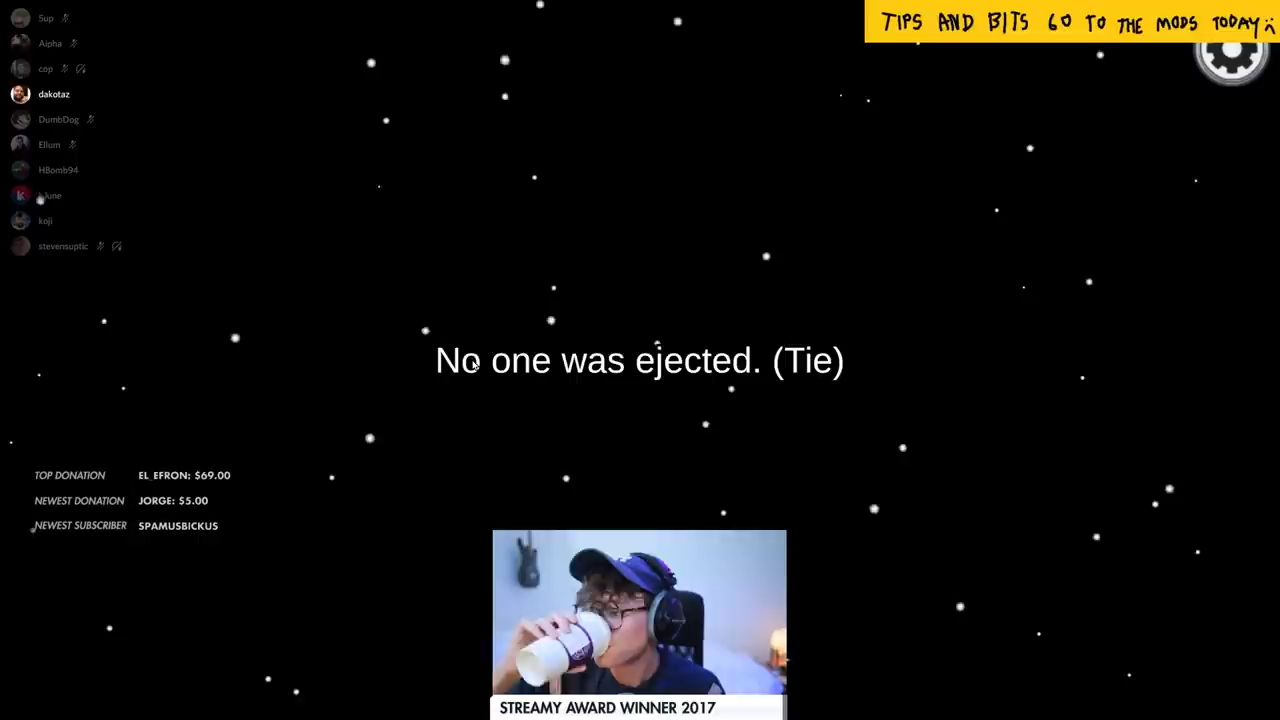 TIPS AND BITS GO TO THE MODS TODAY
Sup
Aipha
cop
dakotaz
DumbDog
Ellum
HBomb94
koji
stevensuptic
No one was ejected. (Tie)
TOP DONATION EL_EFRON: $69.00
NEWEST DONATION JORGE: $5.00
NEWEST SUBSCRIBER SPAMUSBICKUS
STREAMY AWARD WINNER 2017